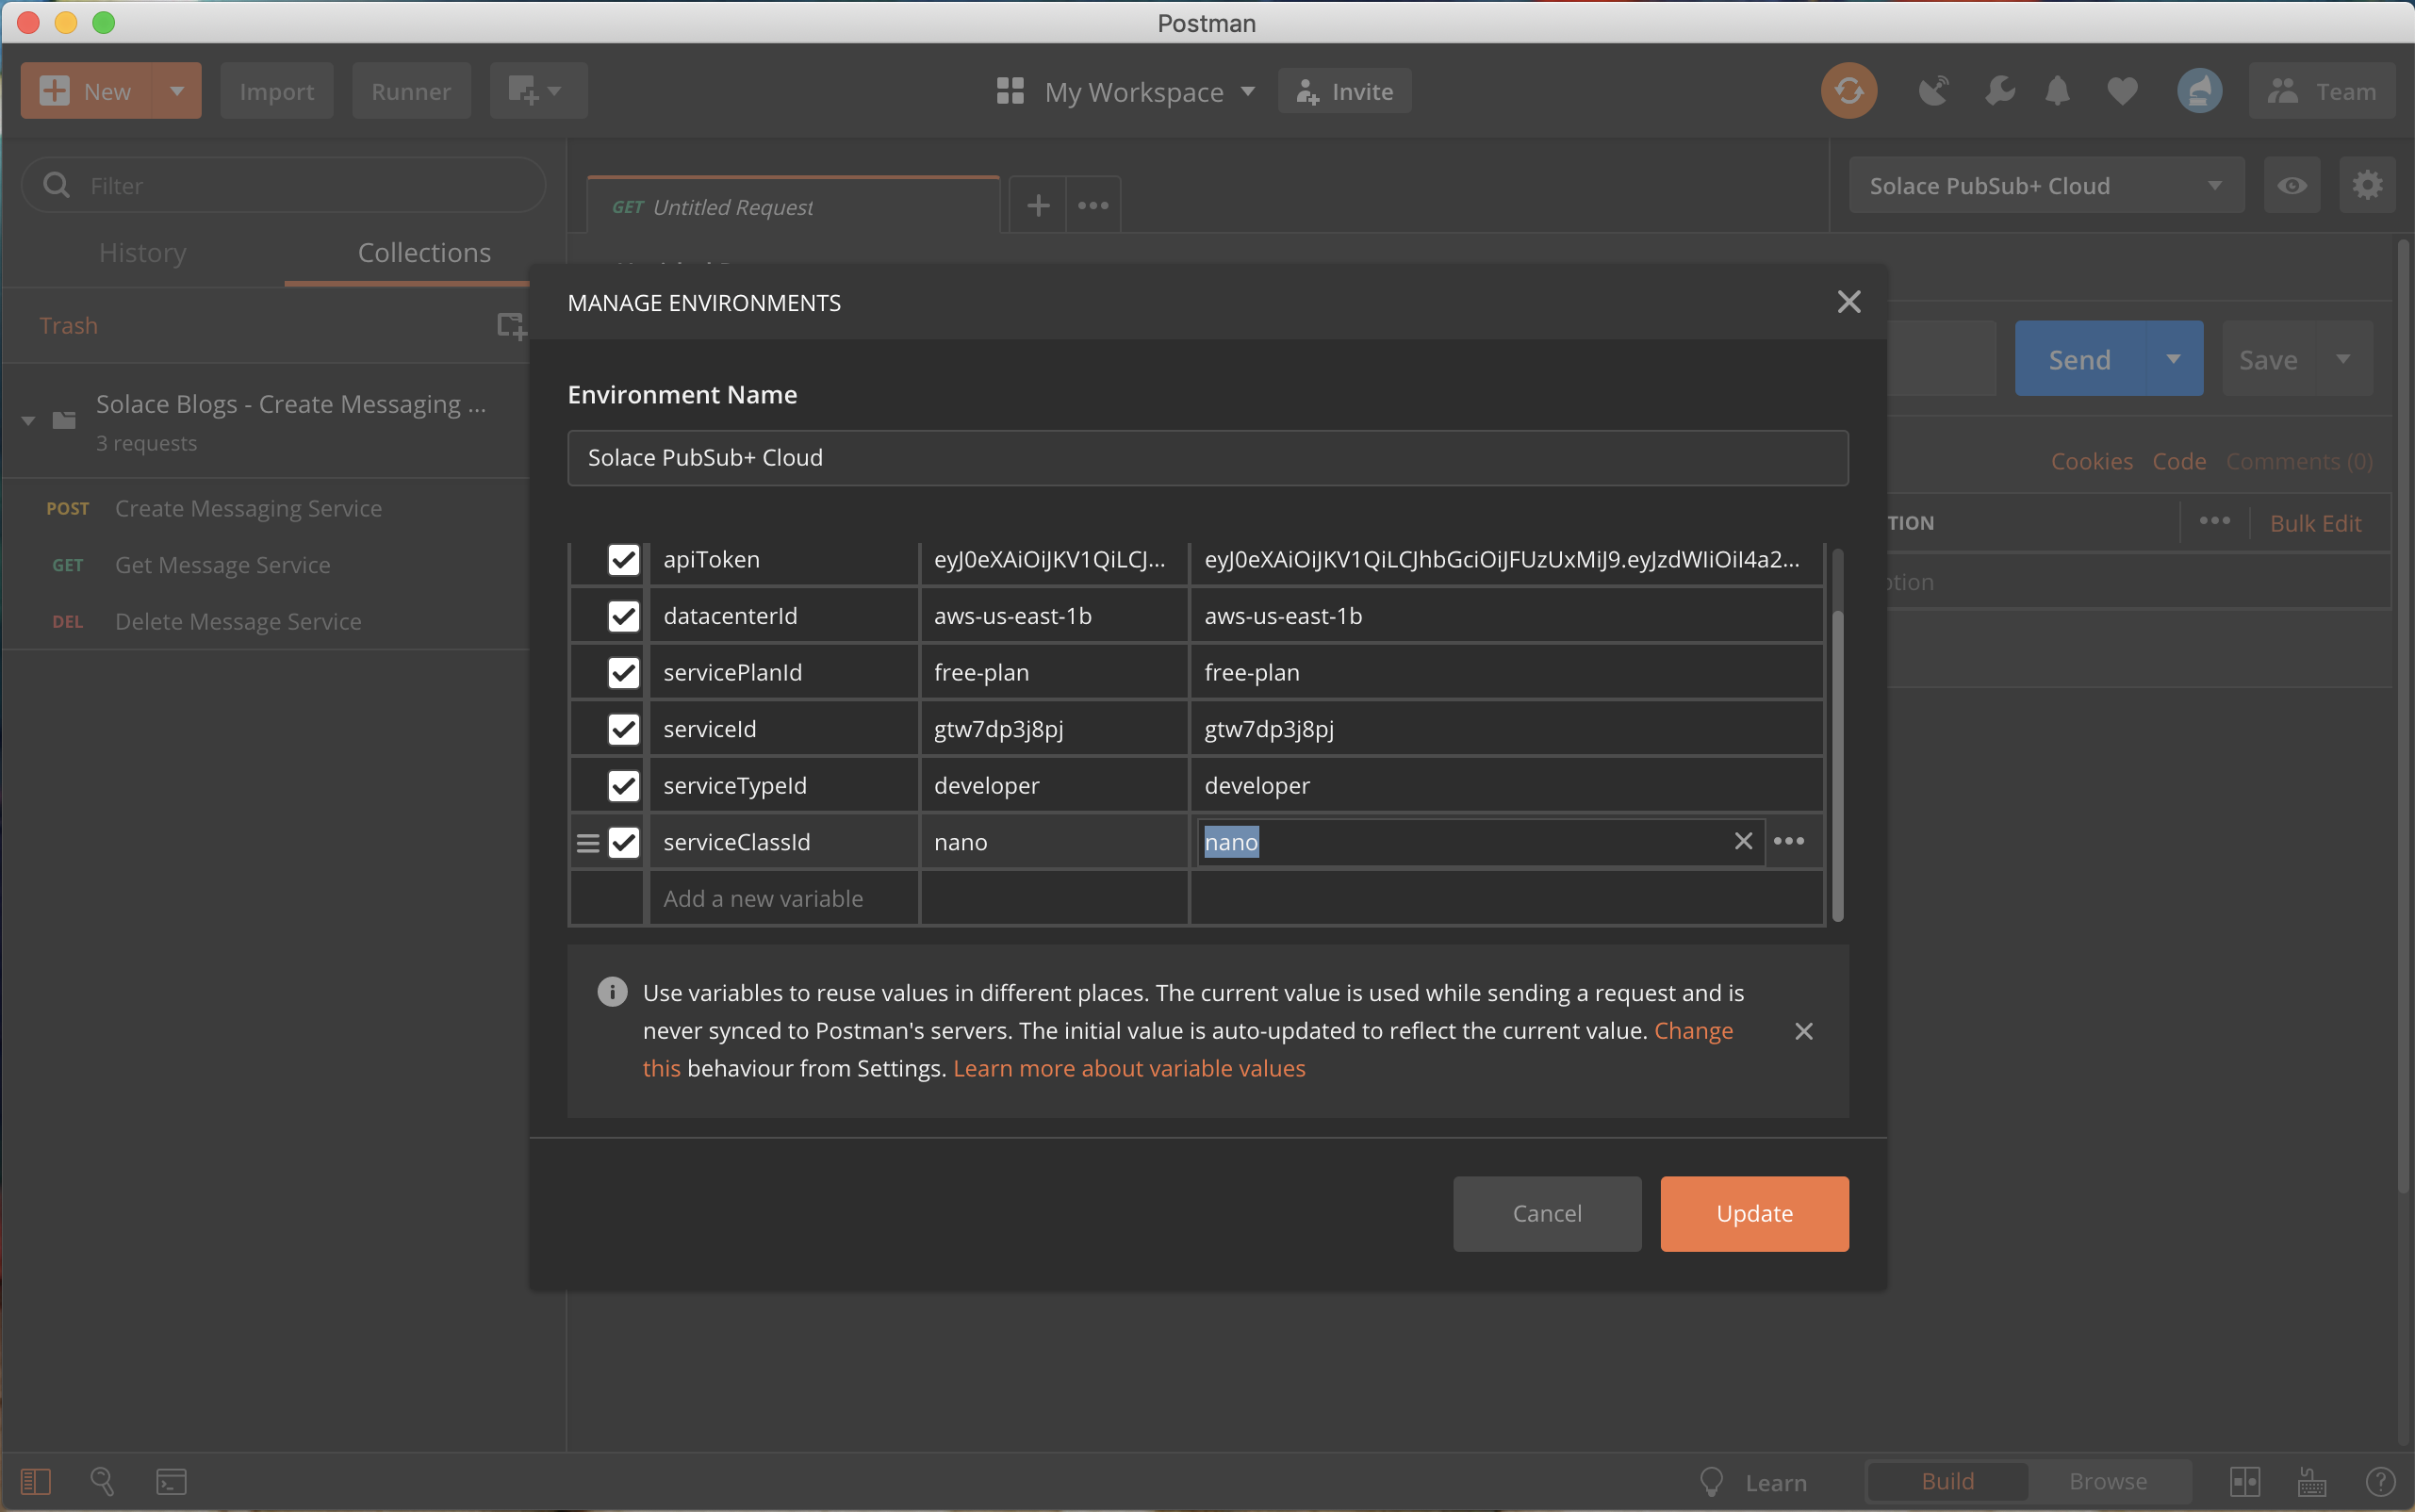 Postman
New
Import
Runner
My Workspace
Invite
Team
Filter
GET Untitled Request
Solace PubSub+ Cloud
History
Collections
Trash
MANAGE ENVIRONMENTS
Send
Save
Environment Name
Solace Blogs - Create Messaging ...
3 requests
Solace PubSub+ Cloud
Cookies Code Comments (0)
POST Create Messaging Service
TION
Bulk Edit
GET Get Message Service
DEL Delete Message Service
apiToken eyJ0eXAiOiJKV1QiLCJ... eyJ0eXAiOiJKV1QiLCJhbGciOiJFUzUxMiJ9.eyJzdWIiOiI4a2...
datacenterId aws-us-east-1b aws-us-east-1b
servicePlanId free-plan free-plan
serviceId gtw7dp3j8pj gtw7dp3j8pj
serviceTypeId developer developer
serviceClassId nano nano
Add a new variable
Use variables to reuse values in different places. The current value is used while sending a request and is
never synced to Postman's servers. The initial value is auto-updated to reflect the current value. Change
this behaviour from Settings. Learn more about variable values
Cancel
Update
Learn
Build
Browse